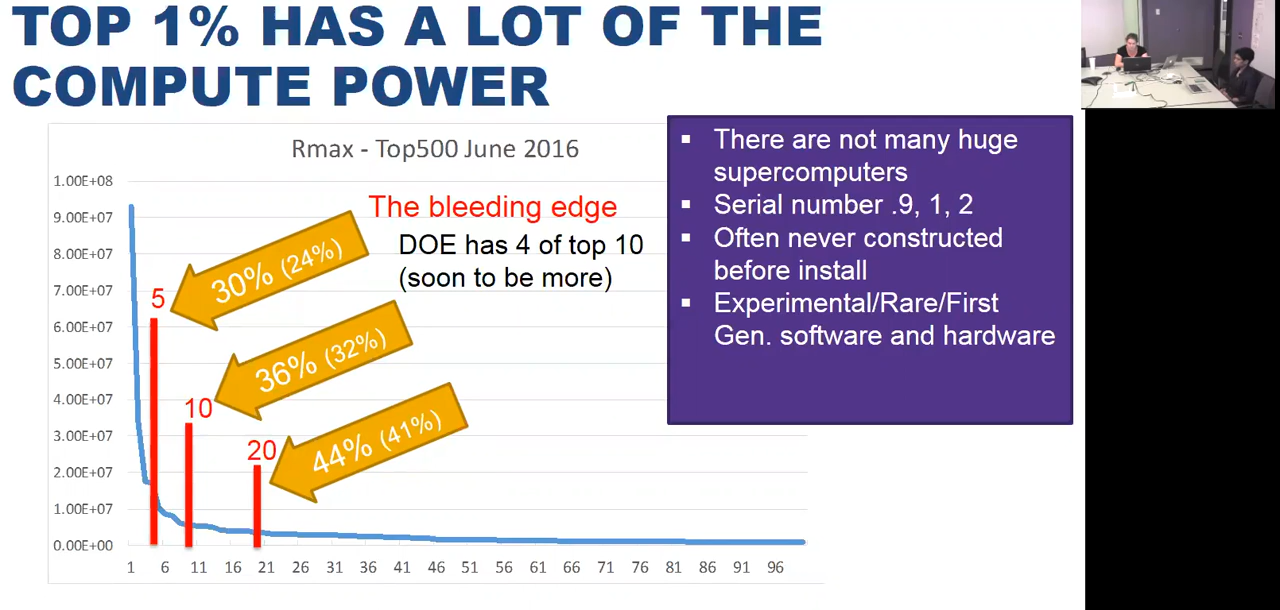 TOP 1% HAS A LOT OF THE
COMPUTE POWER
Rmax - Top500 June 2016
1.00E+08
9.00E+07
8.00E+07
7.00E+07
6.00E+07
5.00E+07
4.00E+07
3.00E+07
2.00E+07
1.00E+07
0.00E+00
1 6 11 16 21 26 31 36 41 46 51 56 61 66 71 76 81 86 91 96
The bleeding edge
DOE has 4 of top 10
(soon to be more)
5
30% (24%)
10
36% (32%)
20
44% (41%)
▪ There are not many huge
supercomputers
▪ Serial number .9, 1, 2
▪ Often never constructed
before install
▪ Experimental/Rare/First
Gen. software and hardware